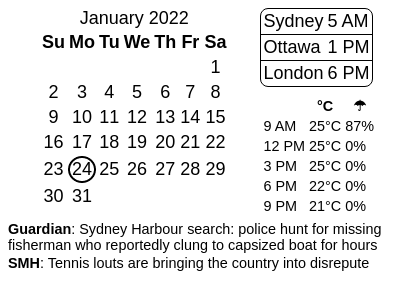 January 2022
Su Mo Tu We Th Fr Sa
1
2 3 4 5 6 7 8
9 10 11 12 13 14 15
16 17 18 19 20 21 22
23 24 25 26 27 28 29
30 31
Sydney 5 AM
Ottawa 1 PM
London 6 PM
°C ☂
9 AM 25°C 87%
12 PM 25°C 0%
3 PM 25°C 0%
6 PM 22°C 0%
9 PM 21°C 0%
Guardian: Sydney Harbour search: police hunt for missing
fisherman who reportedly clung to capsized boat for hours
SMH: Tennis louts are bringing the country into disrepute